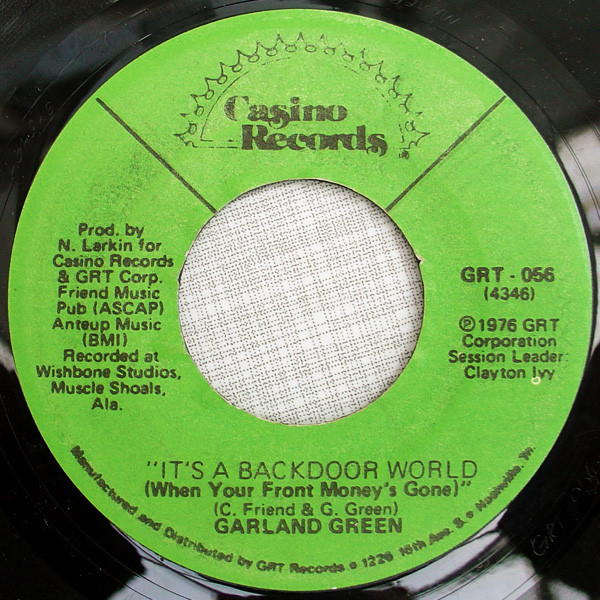 Casino
Records
Prod. by
N. Larkin for
Casino Records
& GRT Corp.
Friend Music
Pub (ASCAP)
Anteup Music
(BMI)
Recorded at
Wishbone Studios,
Muscle Shoals,
Ala.
GRT - 056
(4346)
Ⓟ 1976 GRT
Corporation
Session Leader:
Clayton Ivy
"IT'S A BACKDOOR WORLD
(When Your Front Money's Gone)"
(C. Friend & G. Green)
GARLAND GREEN
Manufactured and Distributed by GRT Records • 1226 16th Ave. S. • Nashville, Tn.